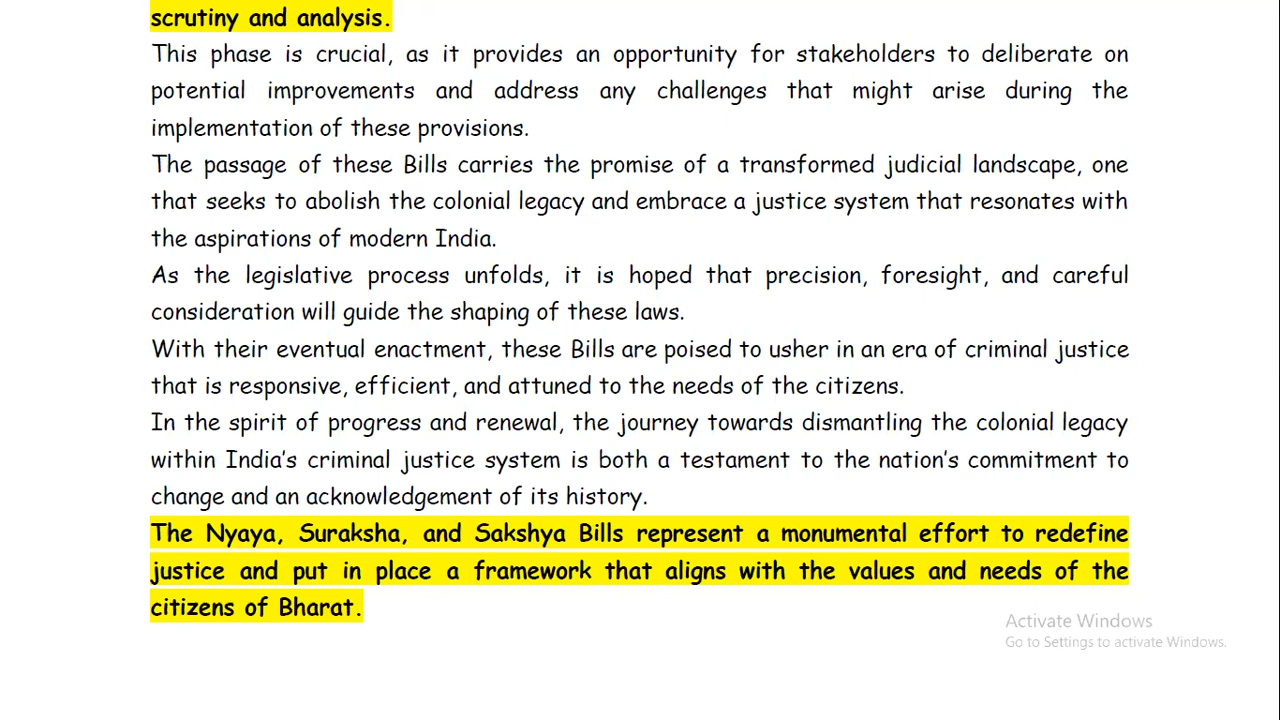 scrutiny and analysis.
This phase is crucial, as it provides an opportunity for stakeholders to deliberate on
potential improvements and address any challenges that might arise during the
implementation of these provisions.
The passage of these Bills carries the promise of a transformed judicial landscape, one
that seeks to abolish the colonial legacy and embrace a justice system that resonates with
the aspirations of modern India.
As the legislative process unfolds, it is hoped that precision, foresight, and careful
consideration will guide the shaping of these laws.
With their eventual enactment, these Bills are poised to usher in an era of criminal justice
that is responsive, efficient, and attuned to the needs of the citizens.
In the spirit of progress and renewal, the journey towards dismantling the colonial legacy
within India’s criminal justice system is both a testament to the nation’s commitment to
change and an acknowledgement of its history.
The Nyaya, Suraksha, and Sakshya Bills represent a monumental effort to redefine
justice and put in place a framework that aligns with the values and needs of the
citizens of Bharat.
Activate Windows
Go to Settings to activate Windows.